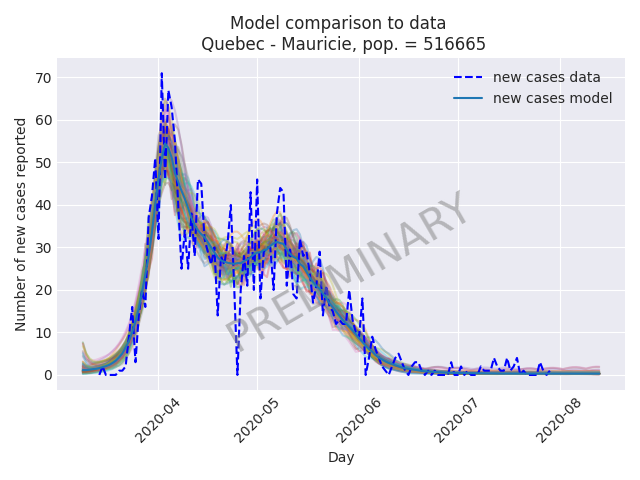 Model comparison to data
Quebec - Mauricie, pop. = 516665
new cases data
new cases model
Number of new cases reported
70
60
50
40
30
20
10
0
PRELIMINARY
2020-04
2020-05
2020-06
2020-07
2020-08
Day